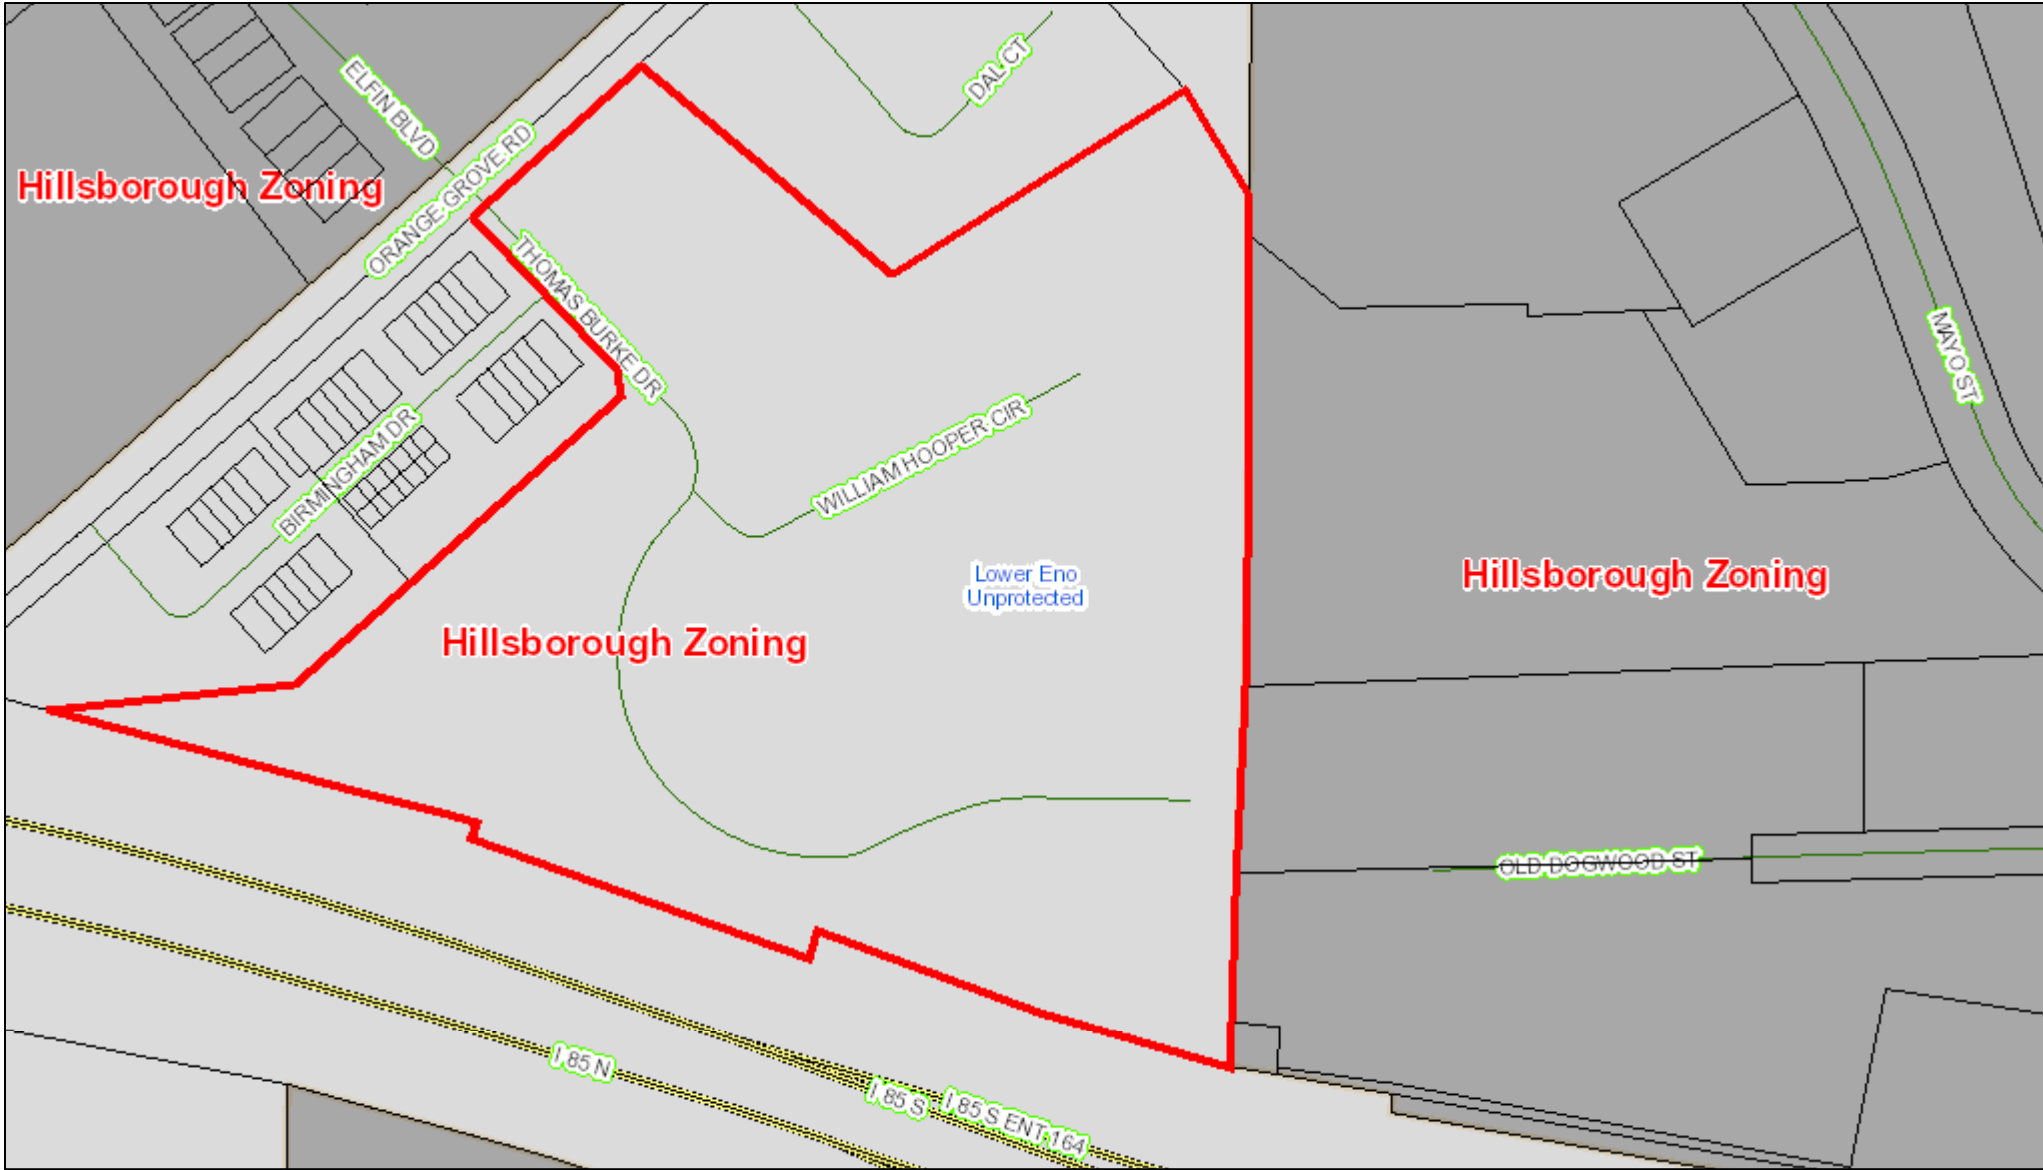 ELFIN BLVD
DAL CT
ORANGE GROVE RD
Hillsborough Zoning
THOMAS BURKE DR
MAYO ST
WILLIAM HOOPER CIR
BIRMINGHAM DR
Lower Eno
Unprotected
Hillsborough Zoning
Hillsborough Zoning
OLD DOGWOOD ST
I 85 N
I 85 S
I 85 S ENT 164